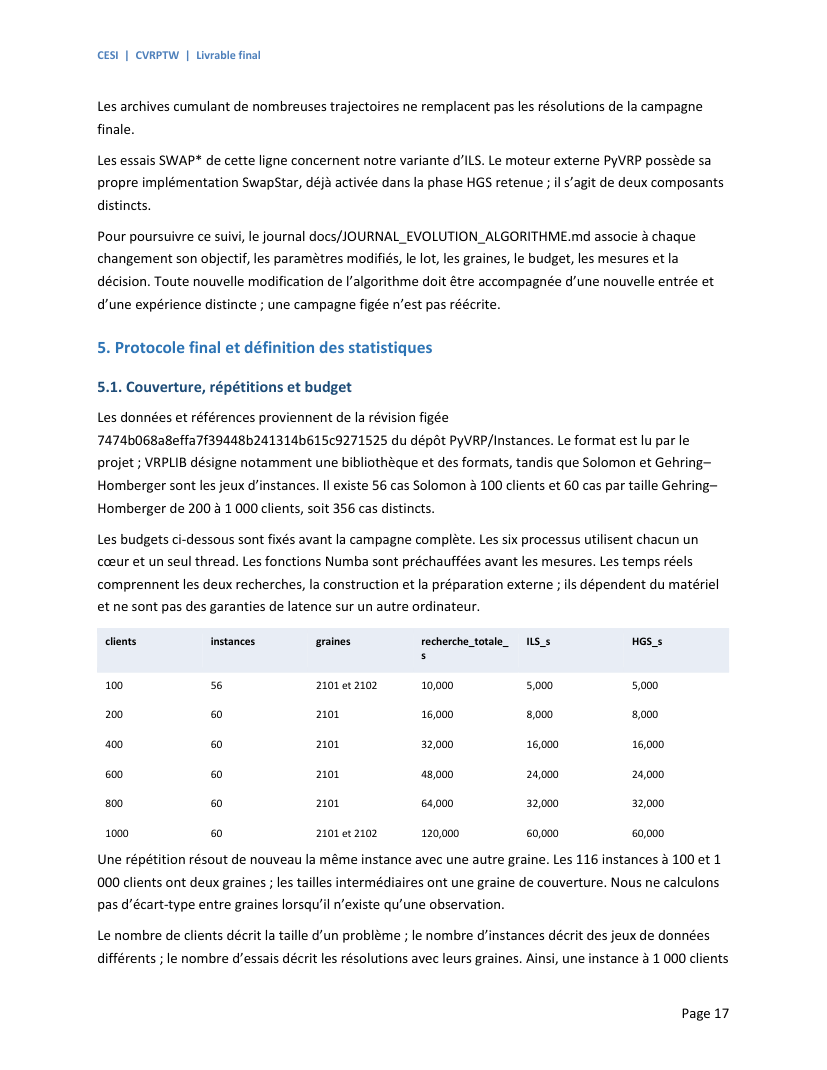 CESI | CVRPTW | Livrable final
Les archives cumulant de nombreuses trajectoires ne remplacent pas les résolutions de la campagne
finale.
Les essais SWAP* de cette ligne concernent notre variante d’ILS. Le moteur externe PyVRP possède sa
propre implémentation SwapStar, déjà activée dans la phase HGS retenue ; il s’agit de deux composants
distincts.
Pour poursuivre ce suivi, le journal docs/JOURNAL_EVOLUTION_ALGORITHME.md associe à chaque
changement son objectif, les paramètres modifiés, le lot, les graines, le budget, les mesures et la
décision. Toute nouvelle modification de l’algorithme doit être accompagnée d’une nouvelle entrée et
d’une expérience distincte ; une campagne figée n’est pas réécrite.
5. Protocole final et définition des statistiques
5.1. Couverture, répétitions et budget
Les données et références proviennent de la révision figée
7474b068a8effa7f39448b241314b615c9271525 du dépôt PyVRP/Instances. Le format est lu par le
projet ; VRPLIB désigne notamment une bibliothèque et des formats, tandis que Solomon et Gehring–
Homberger sont les jeux d’instances. Il existe 56 cas Solomon à 100 clients et 60 cas par taille Gehring–
Homberger de 200 à 1 000 clients, soit 356 cas distincts.
Les budgets ci-dessous sont fixés avant la campagne complète. Les six processus utilisent chacun un
cœur et un seul thread. Les fonctions Numba sont préchauffées avant les mesures. Les temps réels
comprennent les deux recherches, la construction et la préparation externe ; ils dépendent du matériel
et ne sont pas des garanties de latence sur un autre ordinateur.
clients instances graines recherche_totale_ ILS_s HGS_s
s
100 56 2101 et 2102 10,000 5,000 5,000
200 60 2101 16,000 8,000 8,000
400 60 2101 32,000 16,000 16,000
600 60 2101 48,000 24,000 24,000
800 60 2101 64,000 32,000 32,000
1000 60 2101 et 2102 120,000 60,000 60,000
Une répétition résout de nouveau la même instance avec une autre graine. Les 116 instances à 100 et 1
000 clients ont deux graines ; les tailles intermédiaires ont une graine de couverture. Nous ne calculons
pas d’écart-type entre graines lorsqu’il n’existe qu’une observation.
Le nombre de clients décrit la taille d’un problème ; le nombre d’instances décrit des jeux de données
différents ; le nombre d’essais décrit les résolutions avec leurs graines. Ainsi, une instance à 1 000 clients
Page 17